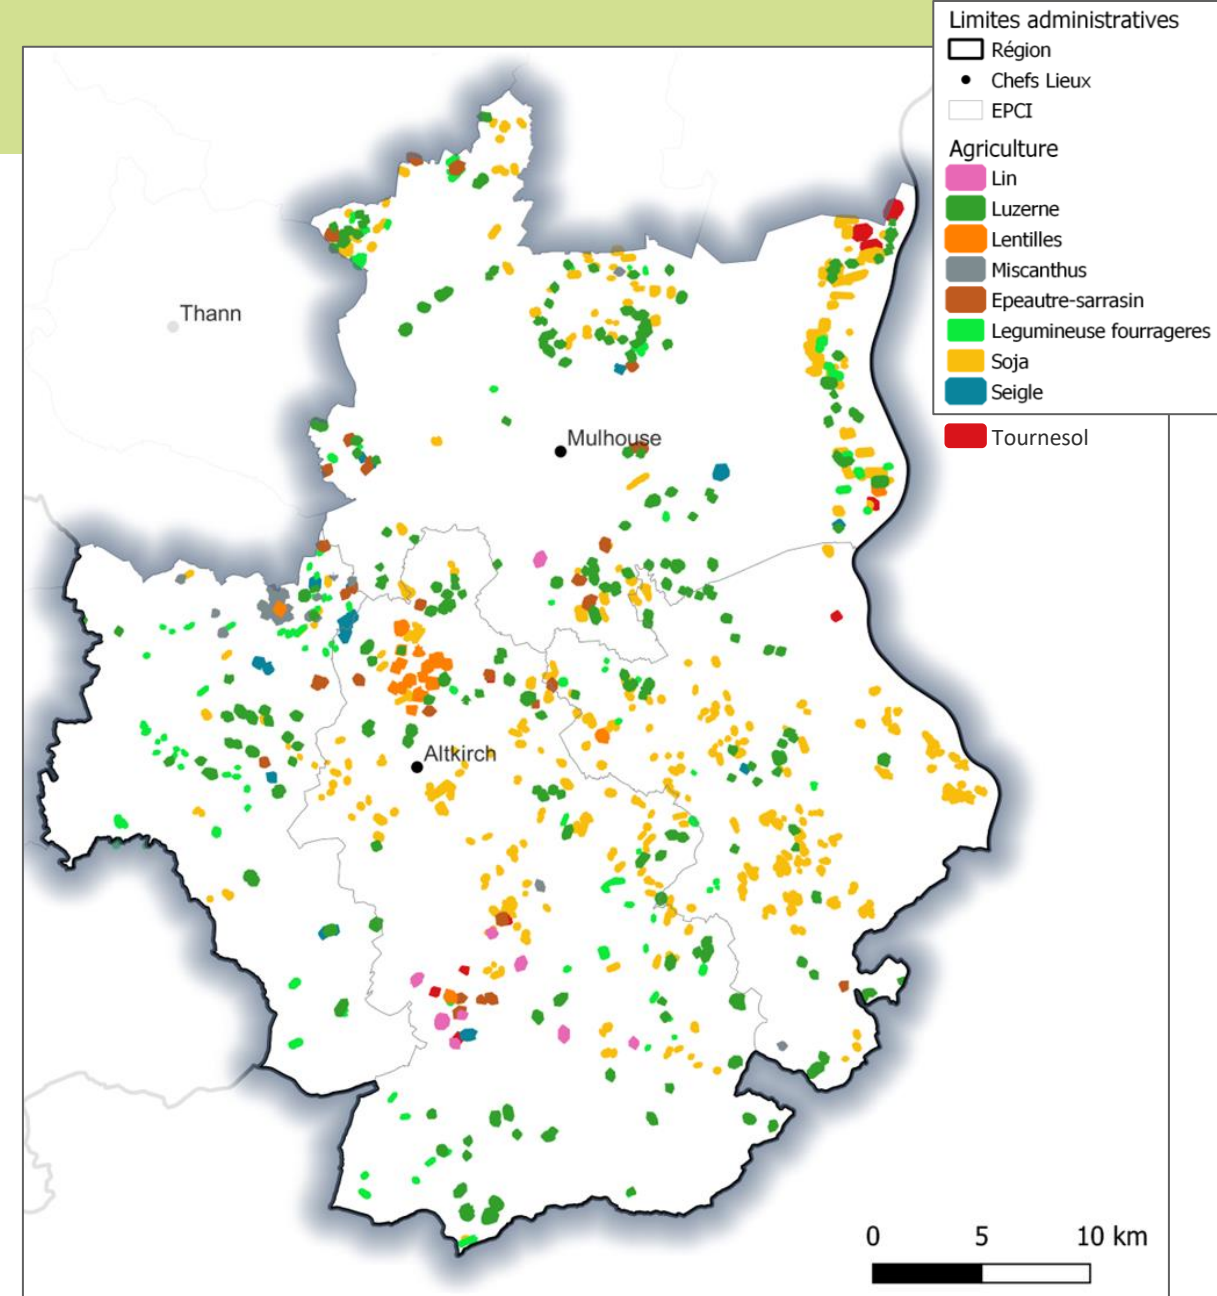 Limites administratives
Région
Chefs Lieux
EPCI
Agriculture
Lin
Luzerne
Lentilles
Miscanthus
Epeautre-sarrasin
Legumineuse fourrageres
Soja
Seigle
Tournesol
Thann
Mulhouse
Altkirch
0 5 10 km